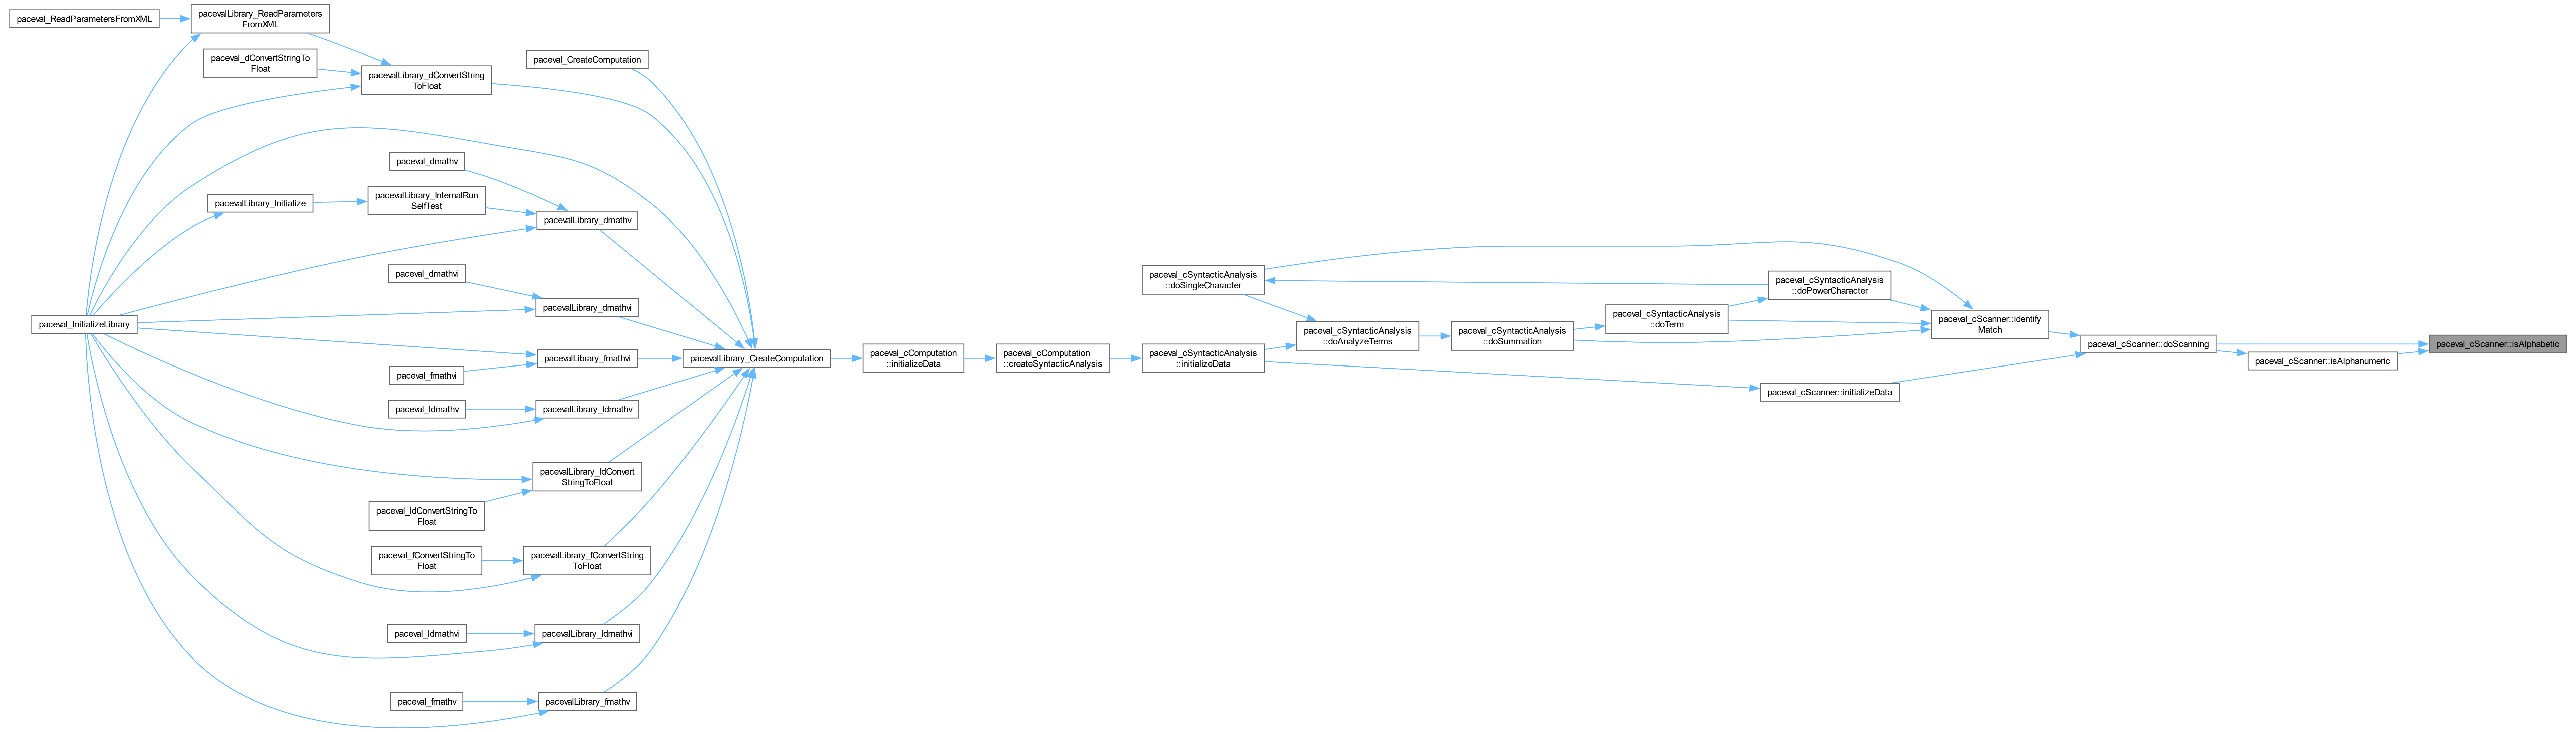 paceval_ReadParametersFromXML
pacevalLibrary_ReadParameters
FromXML
paceval_dConvertStringTo
Float
pacevalLibrary_dConvertString
ToFloat
paceval_CreateComputation
paceval_dmathv
pacevalLibrary_Initialize
pacevalLibrary_InternalRun
SelfTest
pacevalLibrary_dmathv
paceval_dmathvi
pacevalLibrary_dmathvi
paceval_InitializeLibrary
pacevalLibrary_fmathvi
paceval_fmathvi
pacevalLibrary_CreateComputation
paceval_cComputation
::initializeData
paceval_cComputation
::createSyntacticAnalysis
paceval_cSyntacticAnalysis
::initializeData
paceval_cSyntacticAnalysis
::doSingleCharacter
paceval_cSyntacticAnalysis
::doAnalyzeTerms
paceval_cSyntacticAnalysis
::doSummation
paceval_cSyntacticAnalysis
::doTerm
paceval_cSyntacticAnalysis
::doPowerCharacter
paceval_cScanner::identify
Match
paceval_cScanner::initializeData
paceval_cScanner::doScanning
paceval_cScanner::isAlphanumeric
paceval_cScanner::isAlphabetic
paceval_ldmathv
pacevalLibrary_ldmathv
pacevalLibrary_ldConvert
StringToFloat
paceval_ldConvertStringTo
Float
paceval_fConvertStringTo
Float
pacevalLibrary_fConvertString
ToFloat
paceval_ldmathvi
pacevalLibrary_ldmathvi
paceval_fmathv
pacevalLibrary_fmathv